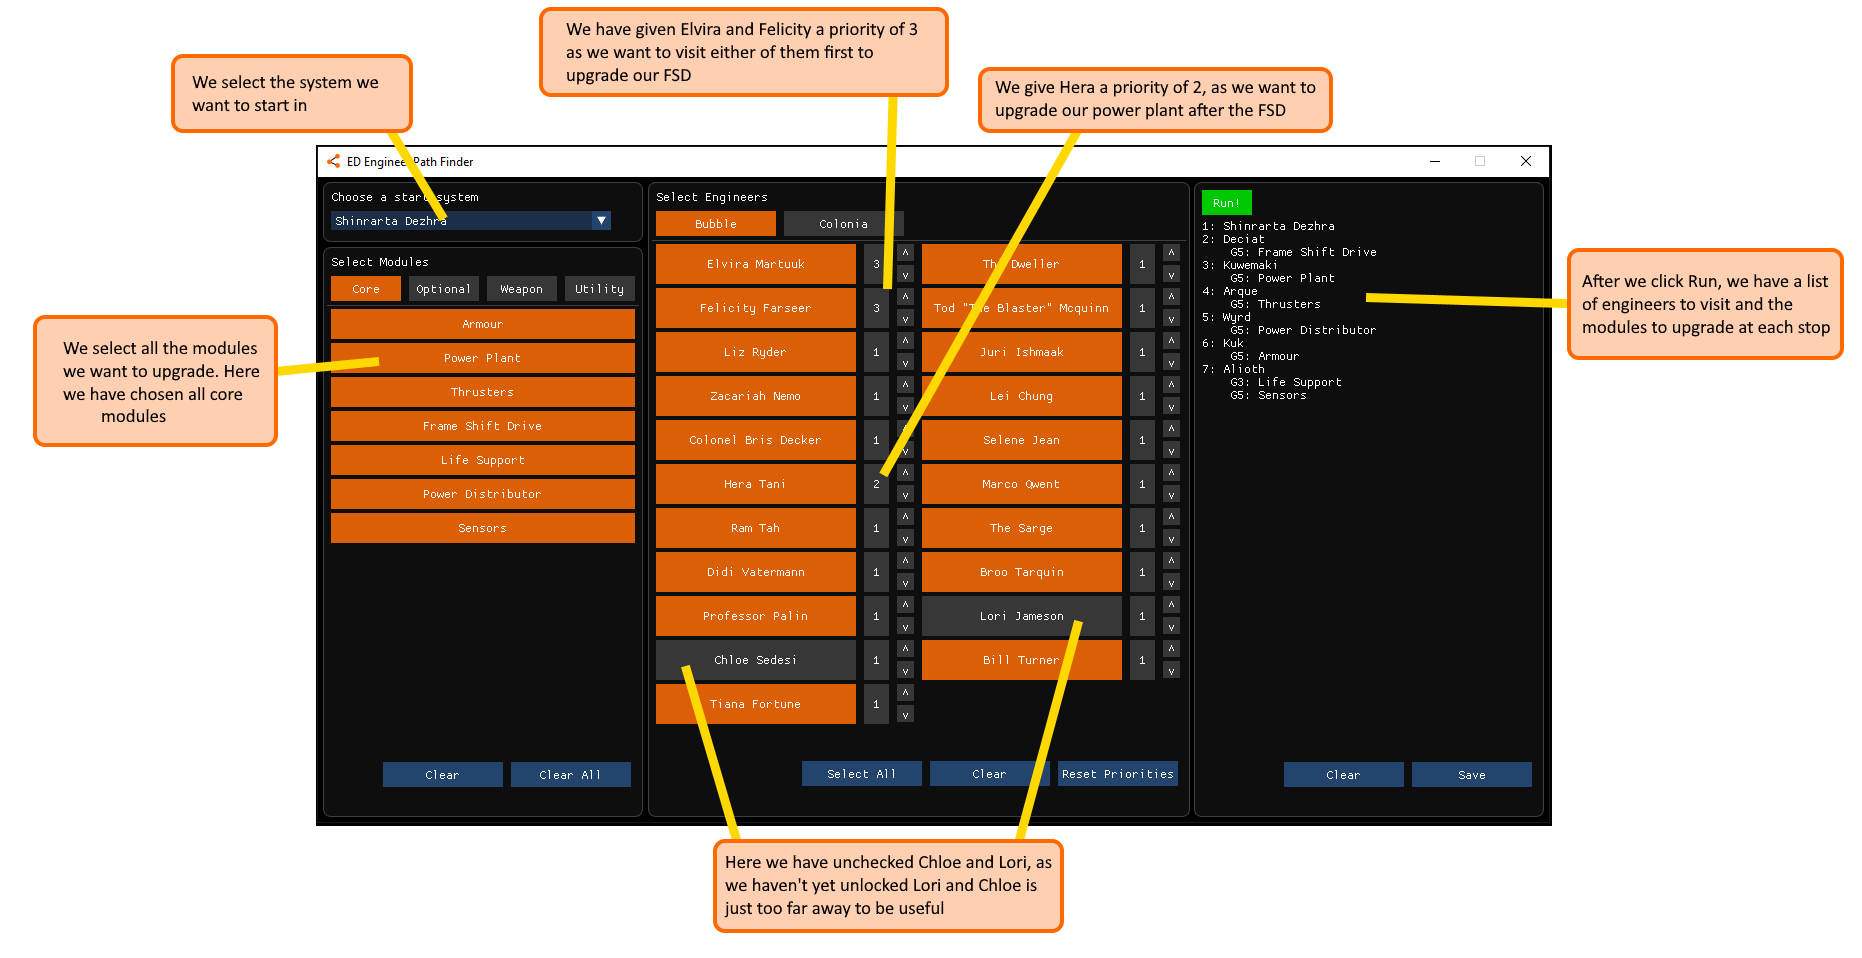 We have given Elvira and Felicity a priority of 3
as we want to visit either of them first to
upgrade our FSD
We select the system we
want to start in
We give Hera a priority of 2, as we want to
upgrade our power plant after the FSD
ED Engineer Path Finder
Choose a start system
Shinrarta Dezhra
Select Modules
Core Optional Weapon Utility
Armour
Power Plant
Thrusters
Frame Shift Drive
Life Support
Power Distributor
Sensors
Clear Clear All
We select all the modules
we want to upgrade. Here
we have chosen all core
modules
Select Engineers
Bubble Colonia
Elvira Martuuk 3 ^ v The Dweller 1 ^ v
Felicity Farseer 3 ^ v Tod "The Blaster" Mcquinn 1 ^ v
Liz Ryder 1 ^ v Juri Ishmaak 1 ^ v
Zacariah Nemo 1 ^ v Lei Chung 1 ^ v
Colonel Bris Decker 1 ^ v Selene Jean 1 ^ v
Hera Tani 2 ^ v Marco Qwent 1 ^ v
Ram Tah 1 ^ v The Sarge 1 ^ v
Didi Vatermann 1 ^ v Broo Tarquin 1 ^ v
Professor Palin 1 ^ v Lori Jameson 1 ^ v
Chloe Sedesi 1 ^ v Bill Turner 1 ^ v
Tiana Fortune 1 ^ v
Select All Clear Reset Priorities
Run!
1: Shinrarta Dezhra
2: Deciat
G5: Frame Shift Drive
3: Kuwemaki
G5: Power Plant
4: Arque
G5: Thrusters
5: Wyrd
G5: Power Distributor
6: Kuk
G5: Armour
7: Alioth
G3: Life Support
G5: Sensors
Clear Save
After we click Run, we have a list
of engineers to visit and the
modules to upgrade at each stop
Here we have unchecked Chloe and Lori, as
we haven't yet unlocked Lori and Chloe is
just too far away to be useful